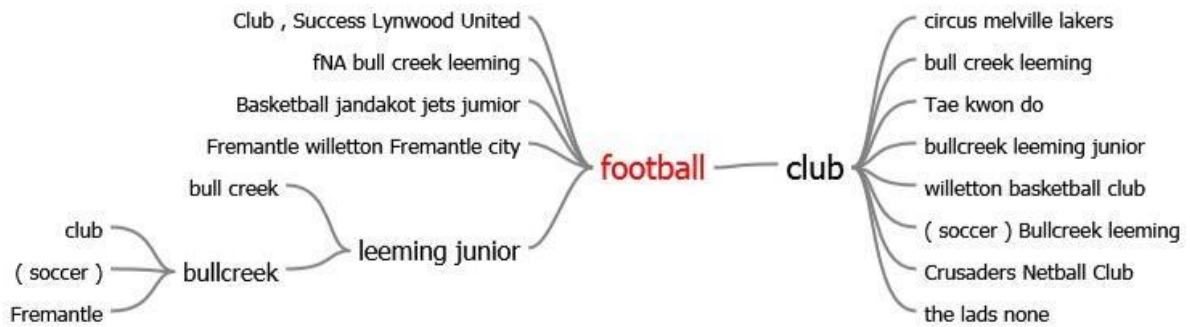 Club , Success Lynwood United
fNA bull creek leeming
Basketball jandakot jets jumior
Fremantle willetton Fremantle city
bull creek
club
( soccer )
Fremantle
bullcreek
leeming junior
football
club
circus melville lakers
bull creek leeming
Tae kwon do
bullcreek leeming junior
willetton basketball club
( soccer ) Bullcreek leeming
Crusaders Netball Club
the lads none